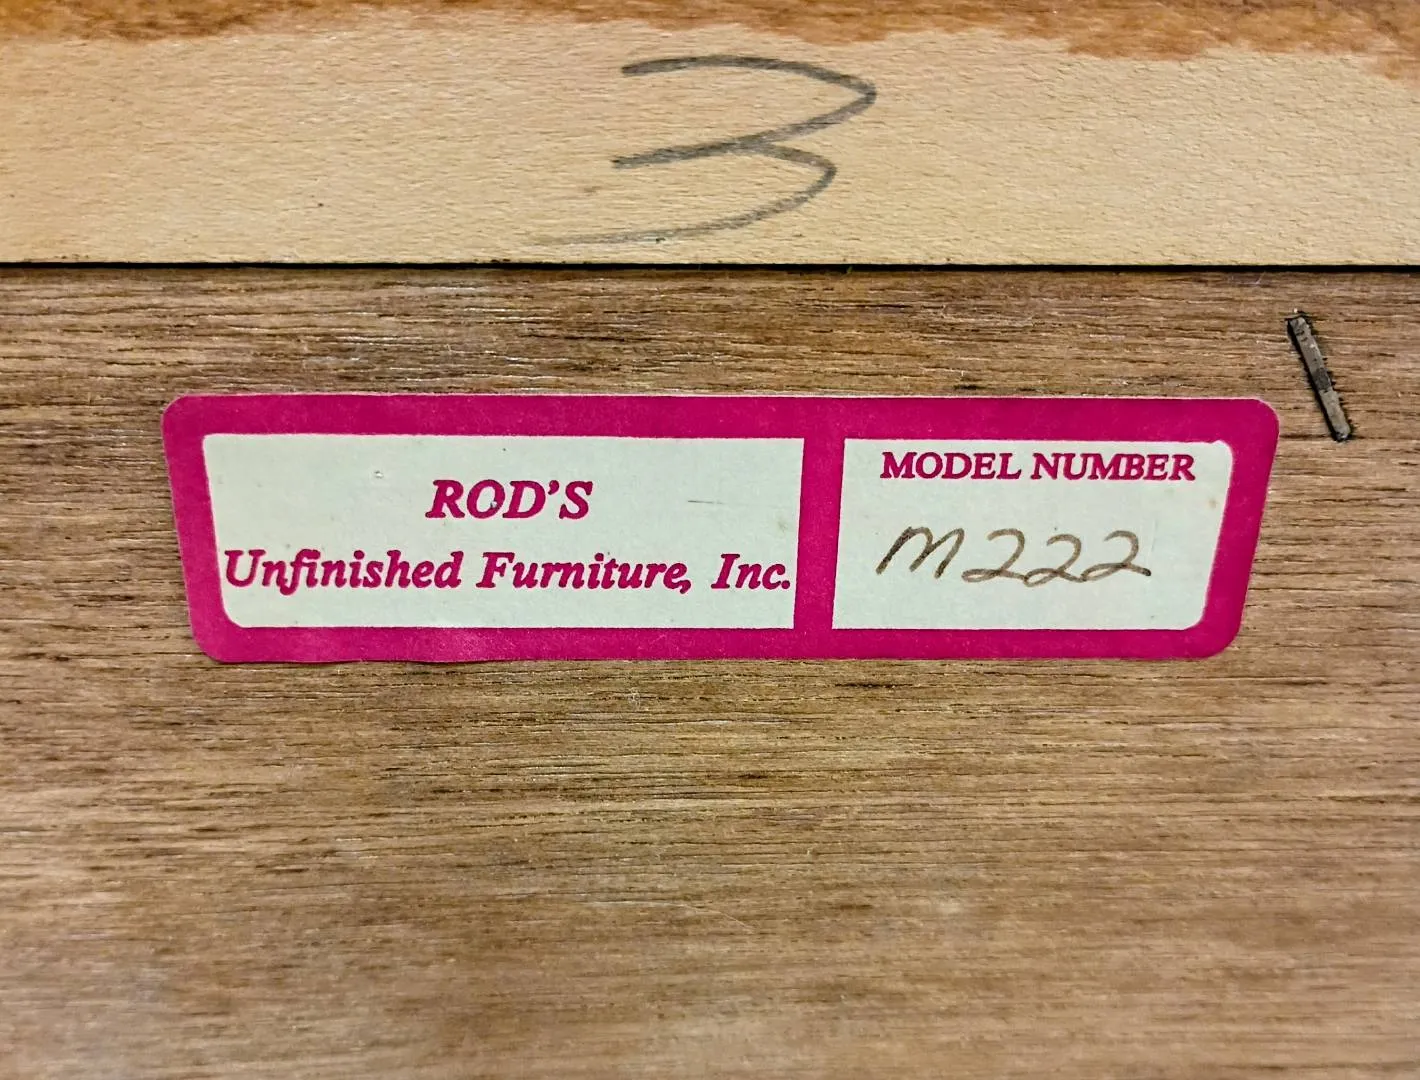 3
ROD'S
Unfinished Furniture, Inc.
MODEL NUMBER
M222